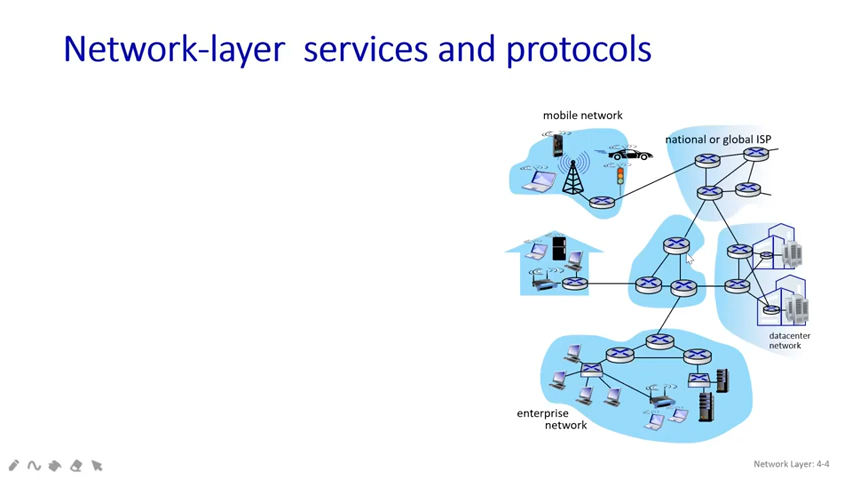 Network-layer services and protocols
mobile network
national or global ISP
datacenter
network
enterprise
network
Network Layer: 4-4